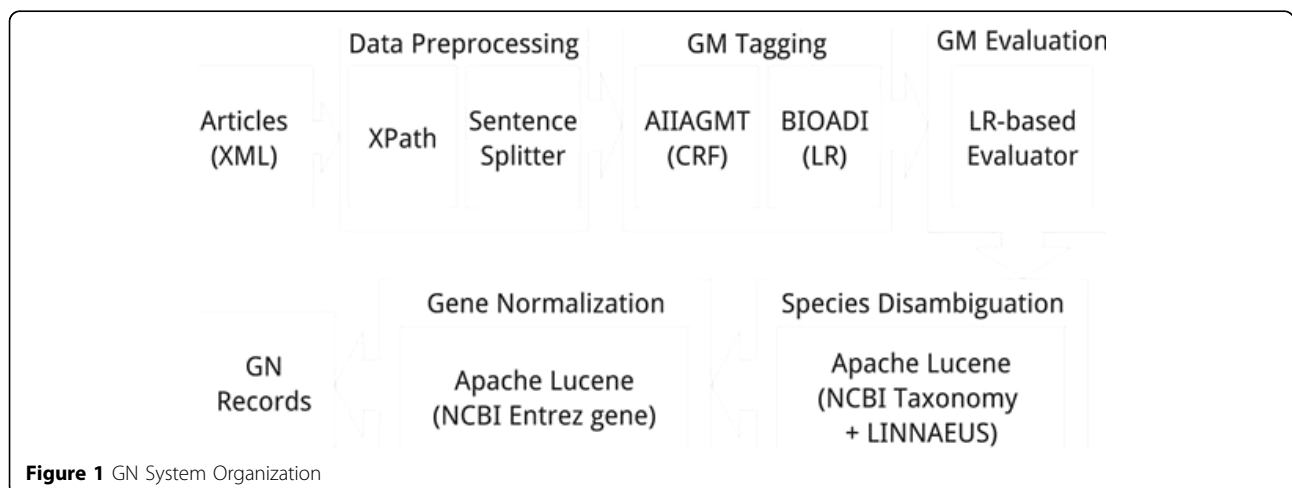 Data Preprocessing
GM Tagging
GM Evaluation
Articles
(XML)
XPath
Sentence
Splitter
AIIAGMT
(CRF)
BIOADI
(LR)
LR-based
Evaluator
Species Disambiguation
Apache Lucene
(NCBI Taxonomy
+ LINNAEUS)
Gene Normalization
Apache Lucene
(NCBI Entrez gene)
GN
Records
Figure 1 GN System Organization